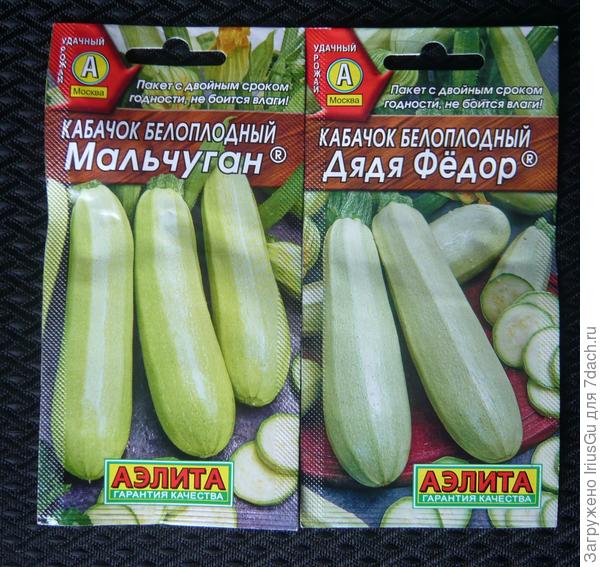 УДАЧНЫЙ
УРОЖАЙ
А
Москва
Пакет с двойным сроком
годности, не боится влаги!
КАБАЧОК БЕЛОПЛОДНЫЙ
Мальчуган ®
АЭЛИТА
ГАРАНТИЯ КАЧЕСТВА
УДАЧНЫЙ
УРОЖАЙ
А
Москва
Пакет с двойным сроком
годности, не боится влаги!
КАБАЧОК БЕЛОПЛОДНЫЙ
Дядя Фёдор ®
АЭЛИТА
ГАРАНТИЯ КАЧЕСТВА
Загружено IriusGu для 7dach.ru